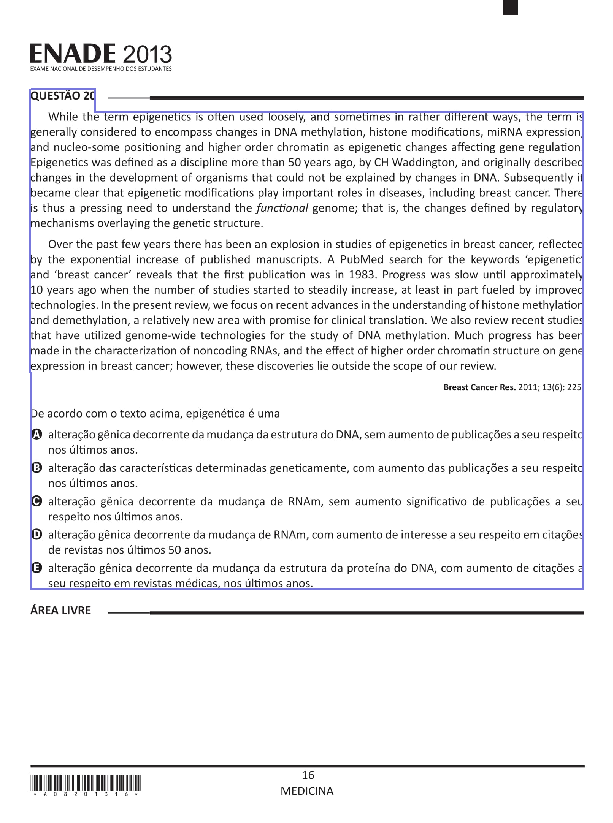 ENADE 2013
EXAME NACIONAL DE DESEMPENHO DOS ESTUDANTES
QUESTÃO 20
While the term epigenetics is often used loosely, and sometimes in rather different ways, the term is
generally considered to encompass changes in DNA methylation, histone modifications, miRNA expression,
and nucleo-some positioning and higher order chromatin as epigenetic changes affecting gene regulation.
Epigenetics was defined as a discipline more than 50 years ago, by CH Waddington, and originally described
changes in the development of organisms that could not be explained by changes in DNA. Subsequently it
became clear that epigenetic modifications play important roles in diseases, including breast cancer. There
is thus a pressing need to understand the functional genome; that is, the changes defined by regulatory
mechanisms overlaying the genetic structure.
Over the past few years there has been an explosion in studies of epigenetics in breast cancer, reflected
by the exponential increase of published manuscripts. A PubMed search for the keywords 'epigenetic'
and 'breast cancer' reveals that the first publication was in 1983. Progress was slow until approximately
10 years ago when the number of studies started to steadily increase, at least in part fueled by improved
technologies. In the present review, we focus on recent advances in the understanding of histone methylation
and demethylation, a relatively new area with promise for clinical translation. We also review recent studies
that have utilized genome-wide technologies for the study of DNA methylation. Much progress has been
made in the characterization of noncoding RNAs, and the effect of higher order chromatin structure on gene
expression in breast cancer; however, these discoveries lie outside the scope of our review.
Breast Cancer Res. 2011; 13(6): 225.
De acordo com o texto acima, epigenética é uma
A alteração gênica decorrente da mudança da estrutura do DNA, sem aumento de publicações a seu respeito
nos últimos anos.
B alteração das características determinadas geneticamente, com aumento das publicações a seu respeito
nos últimos anos.
C alteração gênica decorrente da mudança de RNAm, sem aumento significativo de publicações a seu
respeito nos últimos anos.
D alteração gênica decorrente da mudança de RNAm, com aumento de interesse a seu respeito em citações
de revistas nos últimos 50 anos.
E alteração gênica decorrente da mudança da estrutura da proteína do DNA, com aumento de citações a
seu respeito em revistas médicas, nos últimos anos.
ÁREA LIVRE
16
MEDICINA
* A 0 8 2 0 1 3 1 6 *